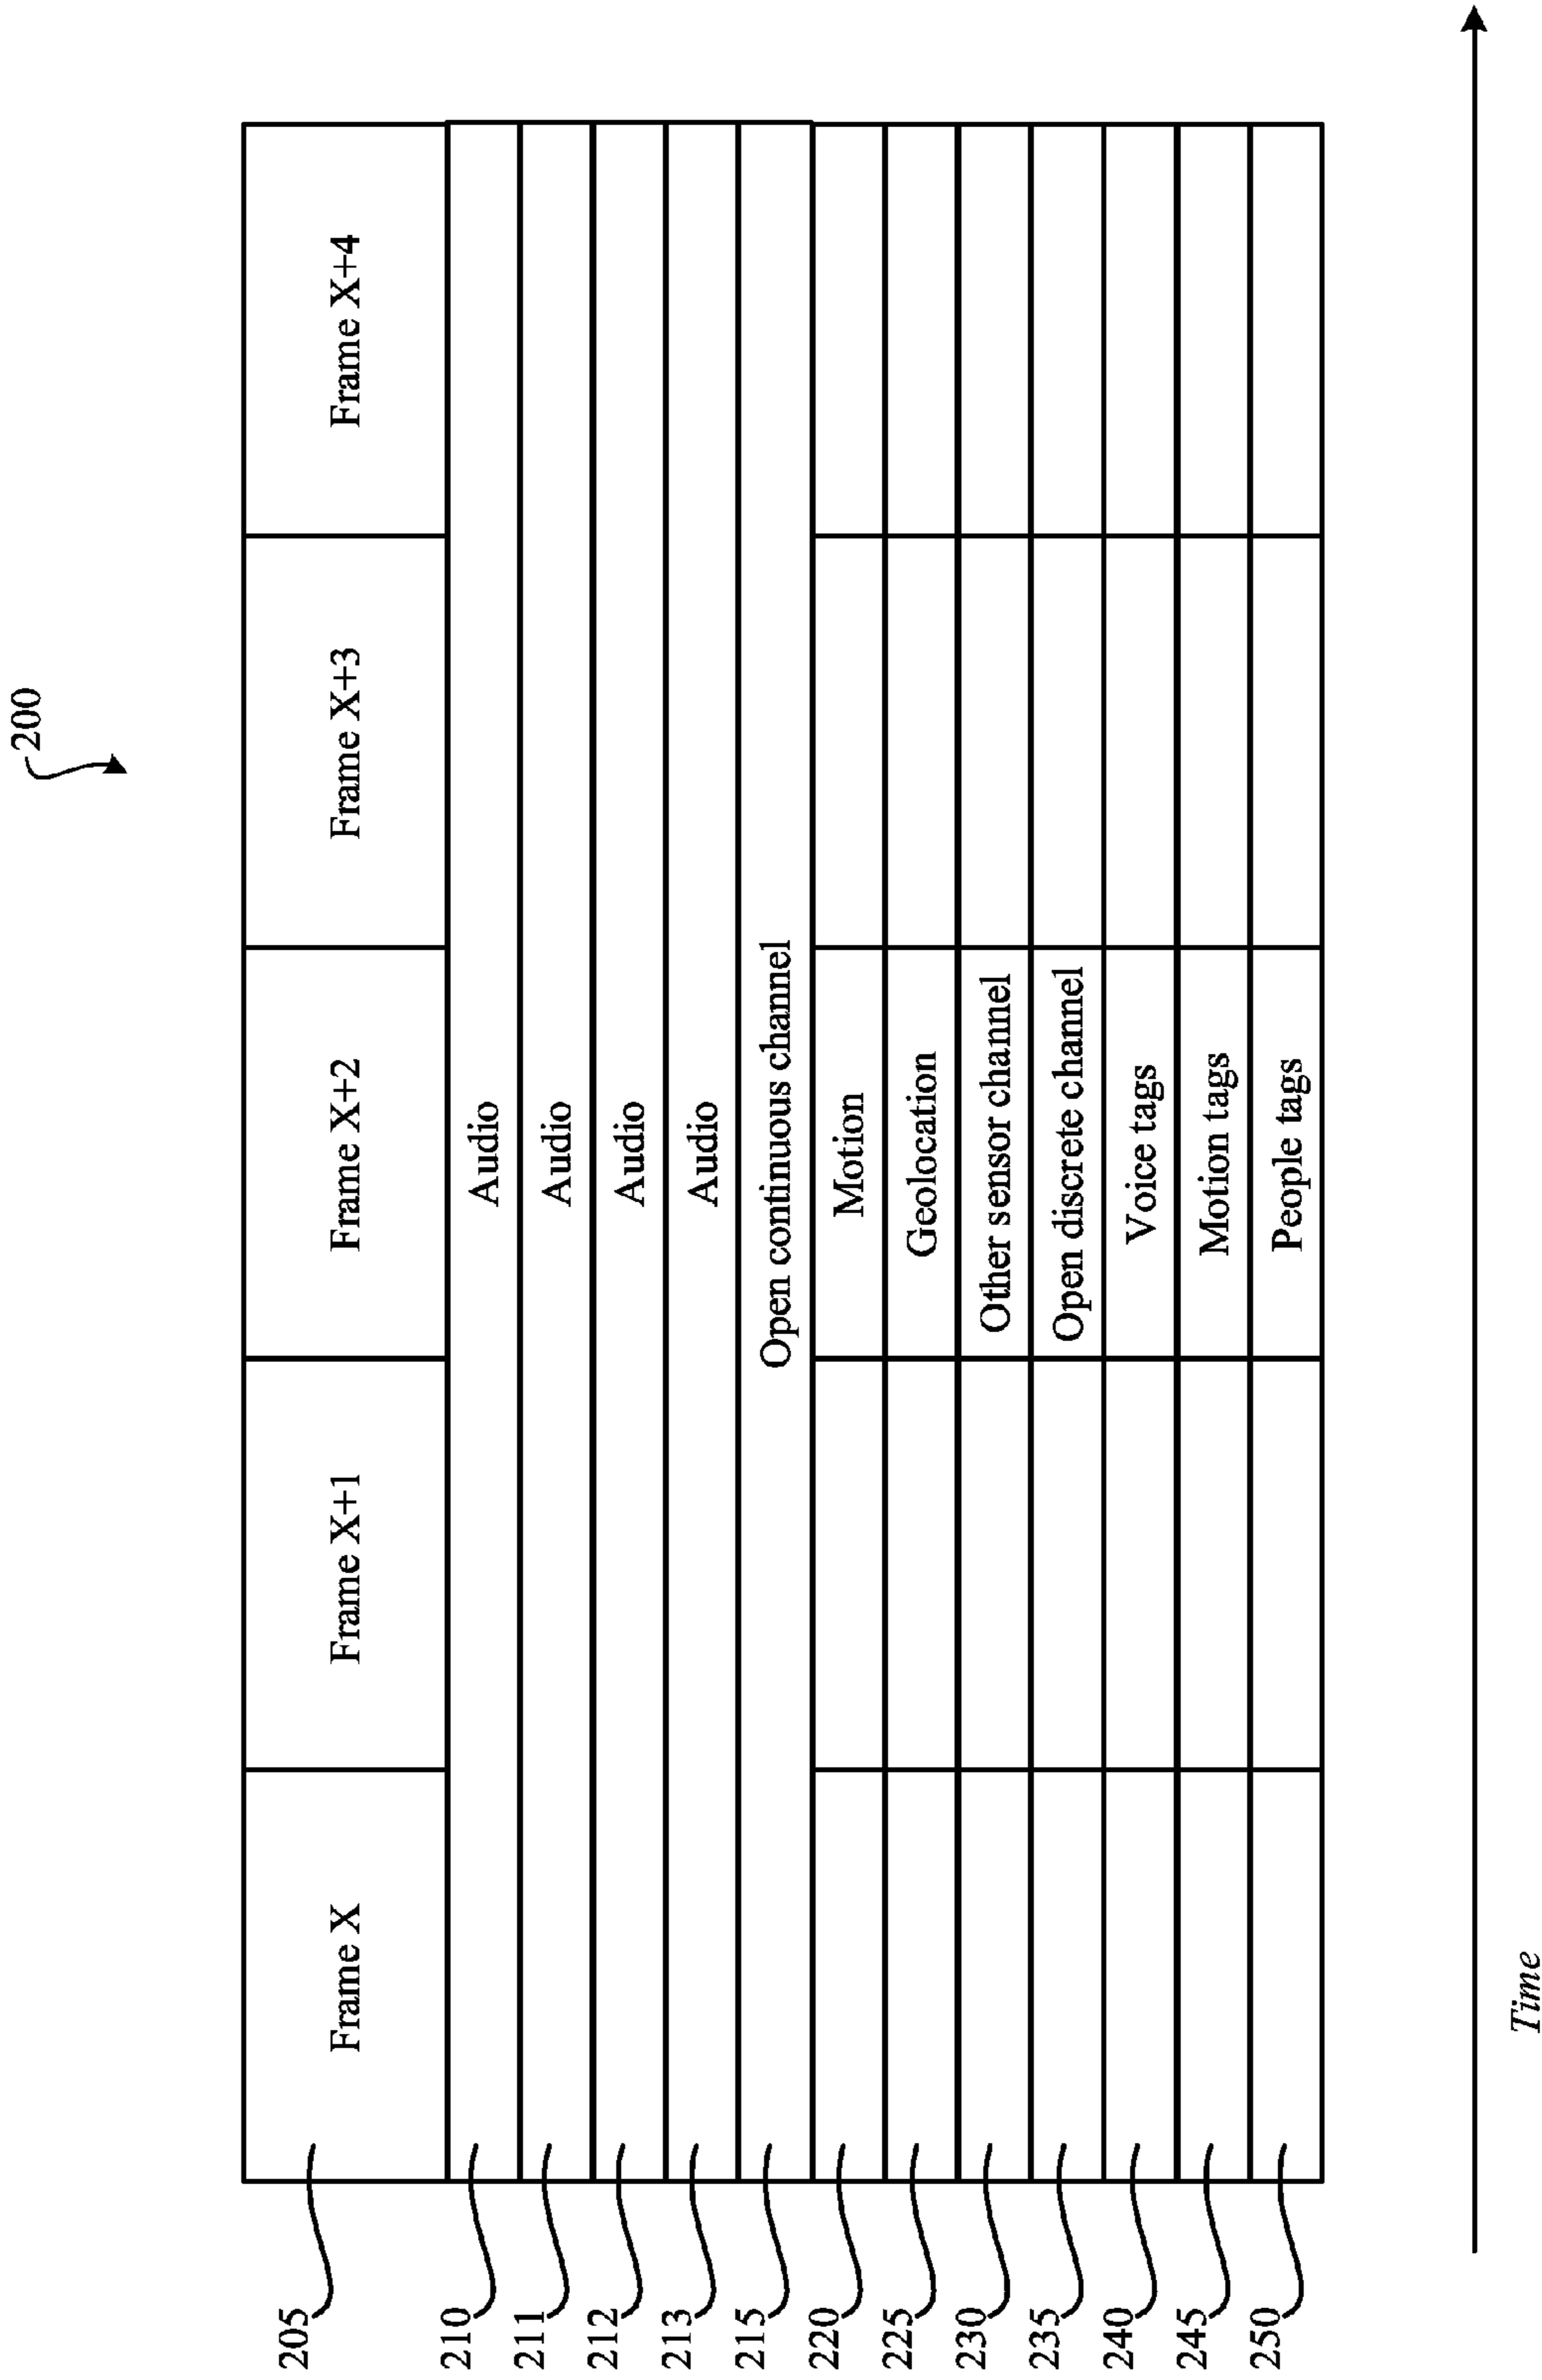 200
205 Frame X Frame X+1 Frame X+2 Frame X+3 Frame X+4
210 Audio
211 Audio
212 Audio
213 Audio
215 Open continuous channel
220 Motion
225 Geolocation
230 Other sensor channel
235 Open discrete channel
240 Voice tags
245 Motion tags
250 People tags
Time